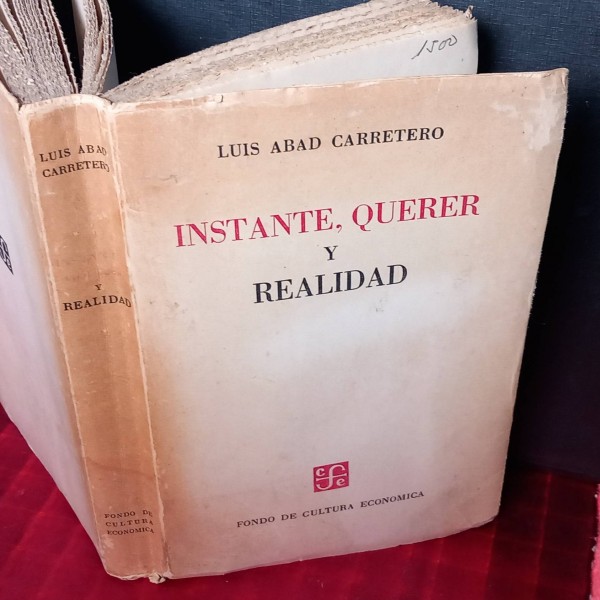 1500
LUIS ABAD CARRETERO
INSTANTE, QUERER
Y
REALIDAD
cfe
FONDO DE CULTURA ECONOMICA
LUIS ABAD
CARRETERO
Y
REALIDAD
FONDO DE
CULTURA
ECONOMICA